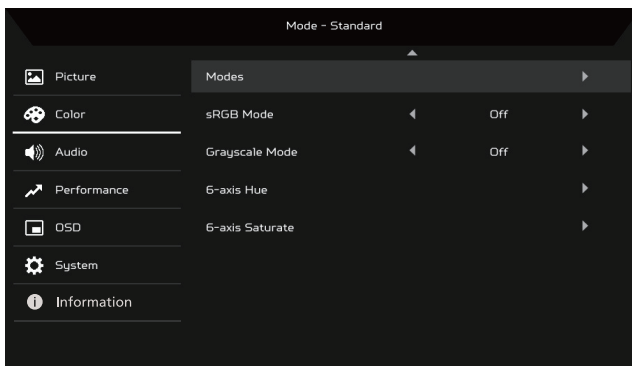 Mode - Standard
Picture
Color
Audio
Performance
OSD
System
Information
Modes
sRGB Mode Off
Grayscale Mode Off
6-axis Hue
6-axis Saturate